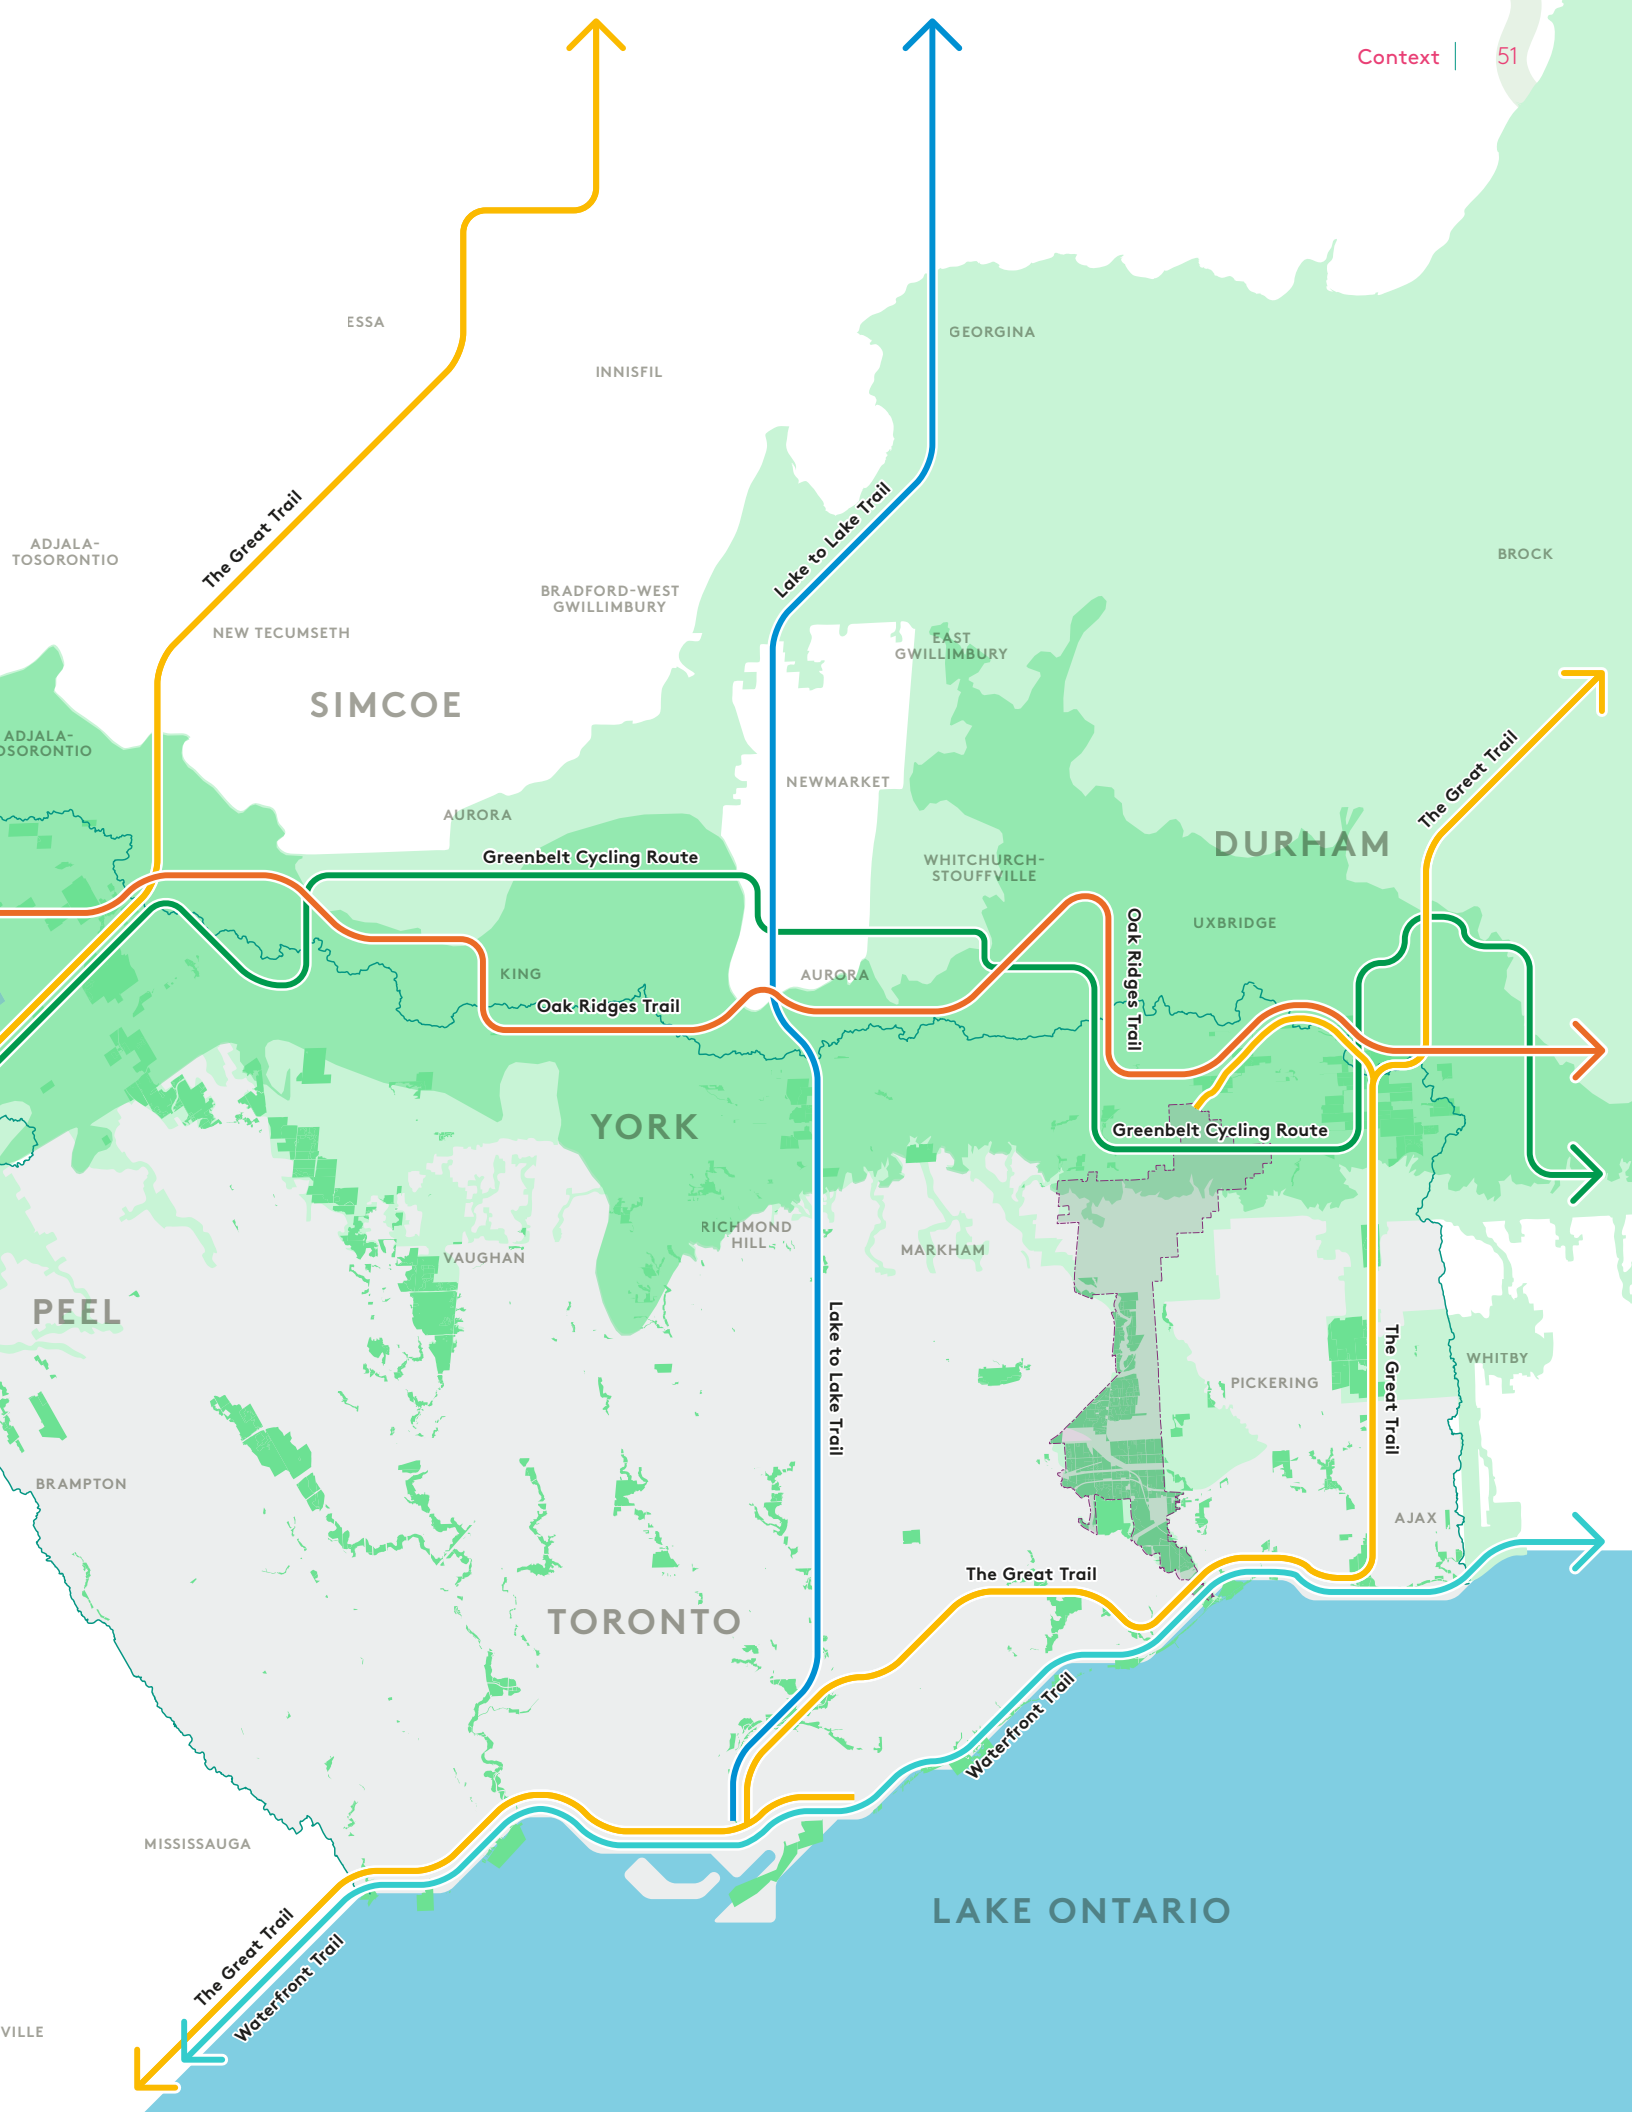 Context
51
ESSA
GEORGINA
INNISFIL
The Great Trail
Lake to Lake Trail
ADJALA-
TOSORONTIO
BROCK
BRADFORD-WEST
GWILLIMBURY
NEW TECUMSETH
EAST
GWILLIMBURY
SIMCOE
ADJALA-
OSORONTIO
NEWMARKET
The Great Trail
AURORA
DURHAM
Greenbelt Cycling Route
WHITCHURCH-
STOUFFVILLE
UXBRIDGE
Oak Ridges Trail
KING
AURORA
Oak Ridges Trail
YORK
Greenbelt Cycling Route
RICHMOND
HILL
MARKHAM
VAUGHAN
PEEL
Lake to Lake Trail
The Great Trail
WHITBY
PICKERING
BRAMPTON
AJAX
The Great Trail
TORONTO
Waterfront Trail
MISSISSAUGA
LAKE ONTARIO
The Great Trail
Waterfront Trail
VILLE